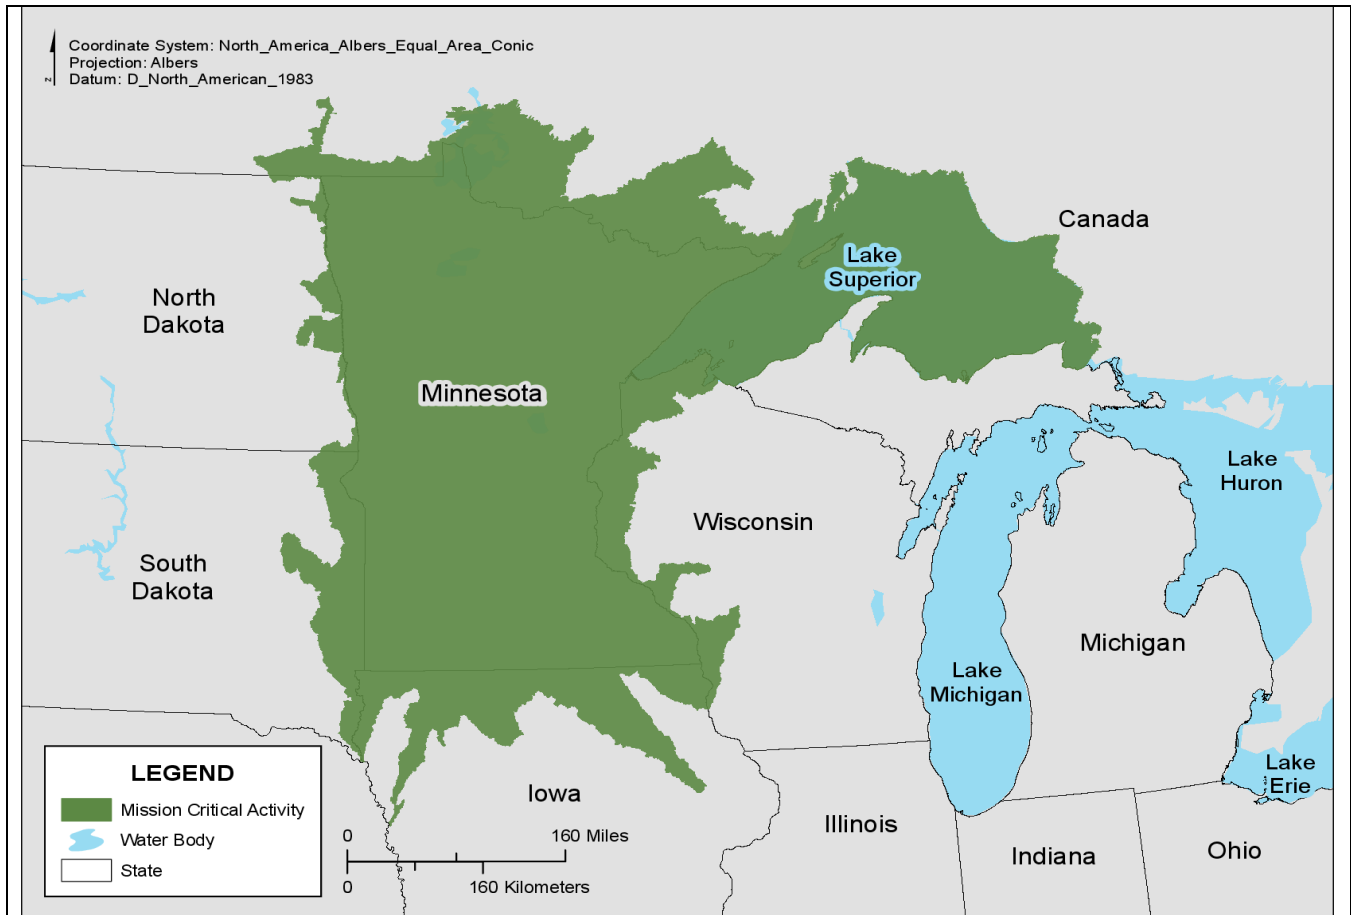 Coordinate System: North_America_Albers_Equal_Area_Conic
Projection: Albers
Datum: D_North_American_1983
N
Canada
Lake
Superior
North
Dakota
Minnesota
Lake
Huron
Wisconsin
South
Dakota
Michigan
Lake
Michigan
LEGEND
Mission Critical Activity
Water Body
State
Iowa
0 160 Miles
0 160 Kilometers
Illinois
Indiana
Ohio
Lake
Erie